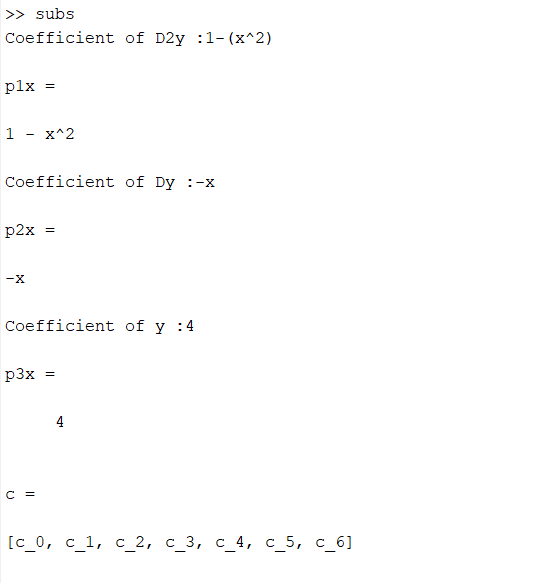 >> subs
Coefficient of D2y :1-(x^2)
p1x =
1 - x^2
Coefficient of Dy :-x
p2x =
-x
Coefficient of y :4
p3x =
4
c =
[c_0, c_1, c_2, c_3, c_4, c_5, c_6]